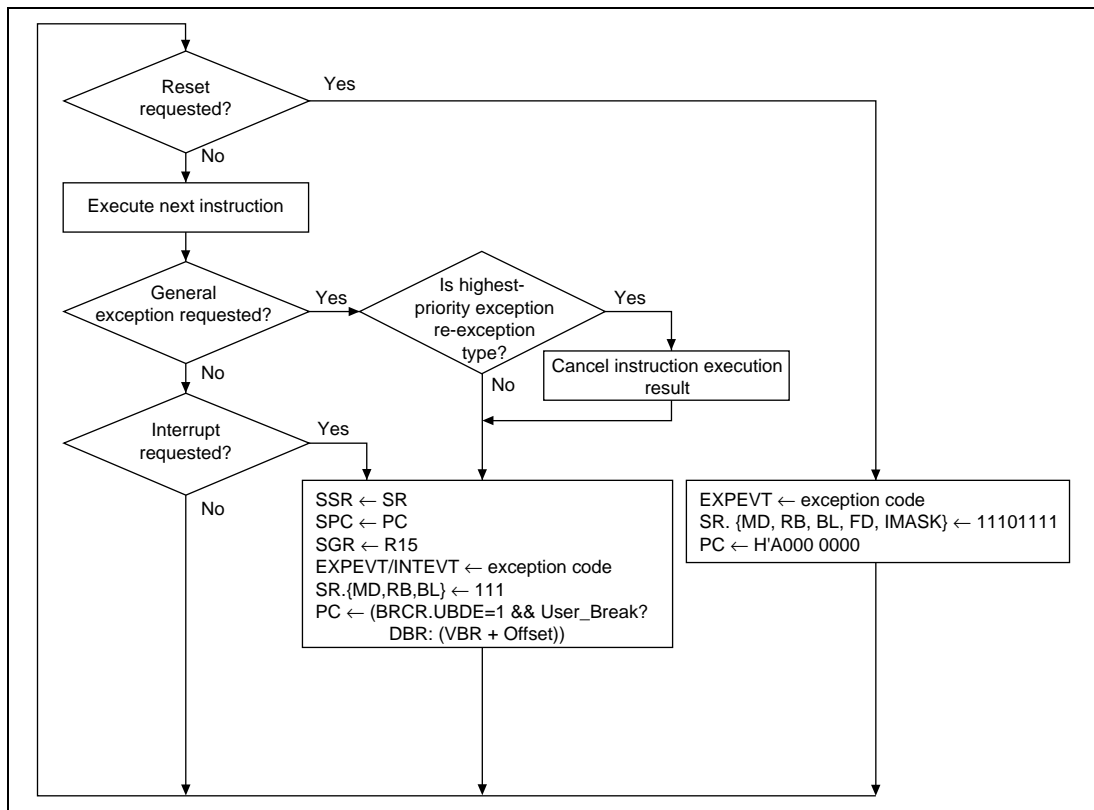 Reset
requested?
Yes
No
Execute next instruction
General
exception requested?
Yes
No
Is highest-
priority exception
re-exception
type?
Yes
No
Cancel instruction execution
result
Interrupt
requested?
Yes
No
SSR ← SR
SPC ← PC
SGR ← R15
EXPEVT/INTEVT ← exception code
SR.{MD,RB,BL} ← 111
PC ← (BRCR.UBDE=1 && User_Break?
DBR: (VBR + Offset))
EXPEVT ← exception code
SR. {MD, RB, BL, FD, IMASK} ← 11101111
PC ← H'A000 0000